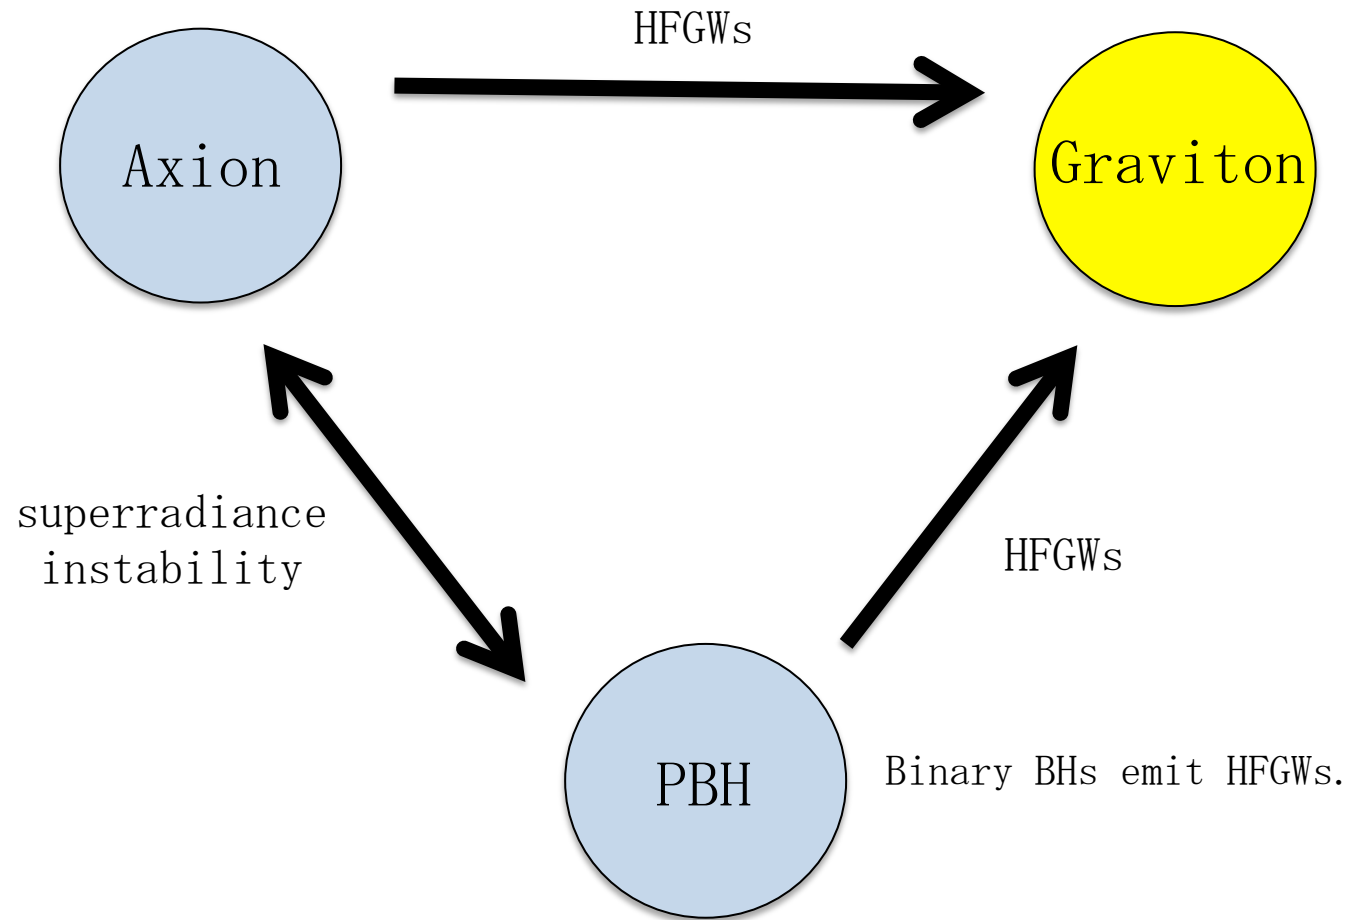 HFGWs
Axion
Graviton
superradiance
instability
HFGWs
PBH
Binary BHs emit HFGWs.